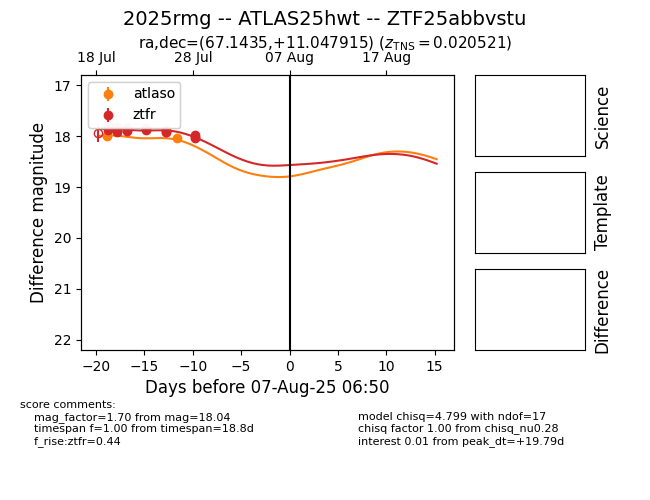 2025rmg -- ATLAS25hwt -- ZTF25abbvstu
ra,dec=(67.1435,+11.047915) (z_TNS = 0.020521)
18 Jul 28 Jul 07 Aug 17 Aug
atlaso
ztfr
17
18
19
20
21
22
Difference magnitude
−20 −15 −10 −5 0 5 10 15
Days before 07-Aug-25 06:50
Science
Template
Difference
score comments:
mag_factor=1.70 from mag=18.04
timespan f=1.00 from timespan=18.8d
f_rise:ztfr=0.44
model chisq=4.799 with ndof=17
chisq factor 1.00 from chisq_nu0.28
interest 0.01 from peak_dt=+19.79d